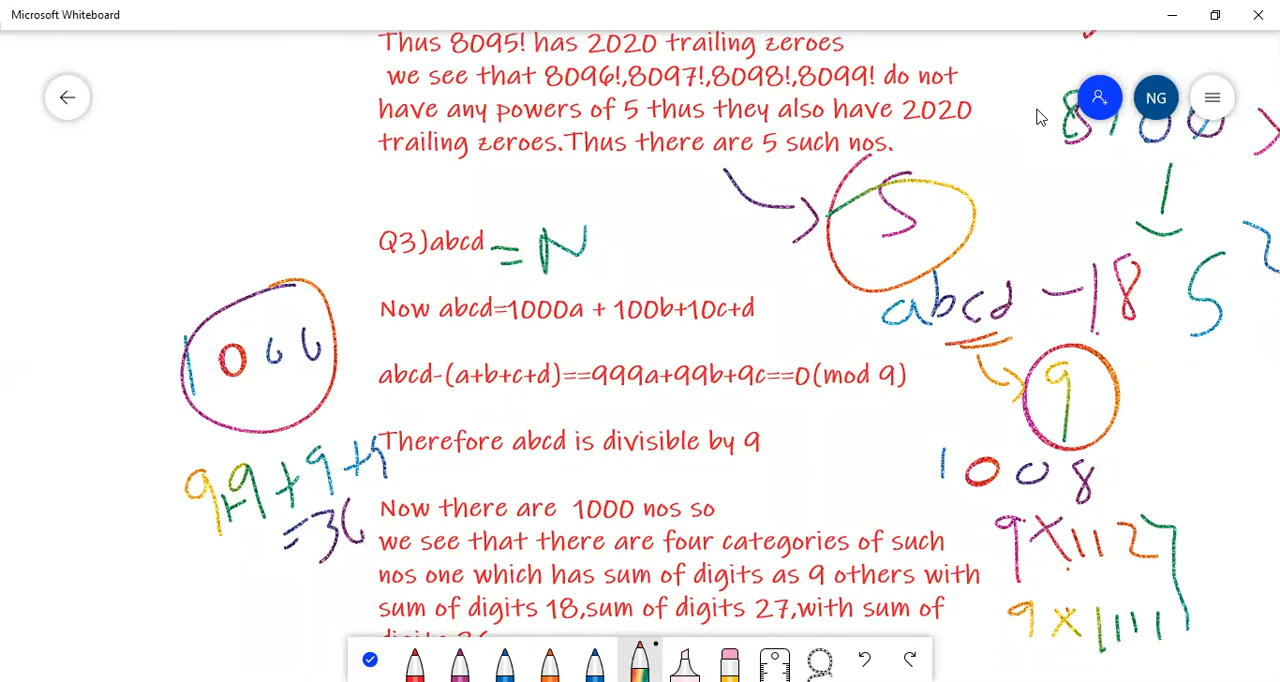 Microsoft Whiteboard
Thus 8095! has 2020 trailing zeroes
we see that 8096!,8097!,8098!,8099! do not
have any powers of 5 thus they also have 2020
trailing zeroes.Thus there are 5 such nos.
NG
8100
5
Q3)abcd = N
abcd - 18
5
Now abcd=1000a + 100b+10c+d
1066
abcd-(a+b+c+d)==999a+99b+9c==0(mod 9)
9
Therefore abcd is divisible by 9
9+9+9+9
=36
1008
Now there are 1000 nos so
we see that there are four categories of such
9x112
nos one which has sum of digits as 9 others with
sum of digits 18,sum of digits 27,with sum of
9x1111